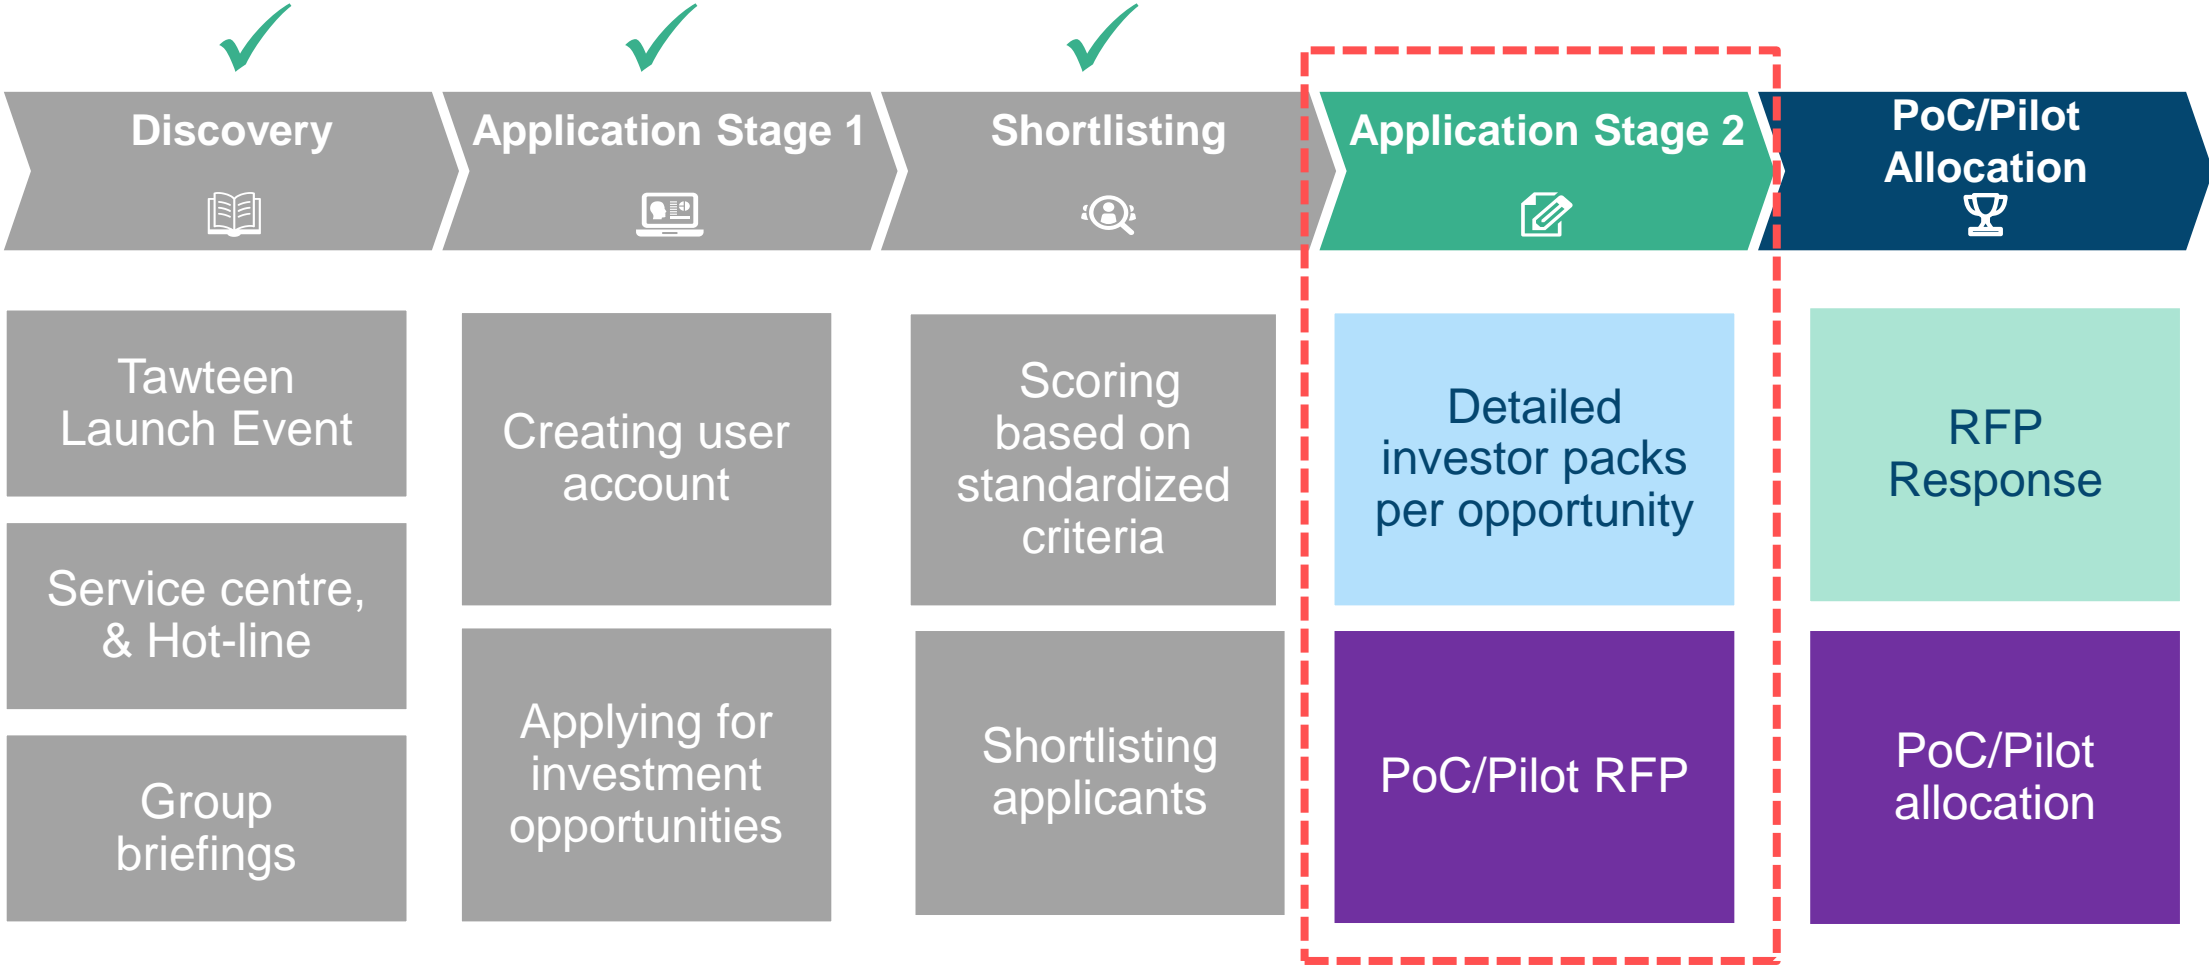 Discovery
Application Stage 1
Shortlisting
Application Stage 2
PoC/Pilot
Allocation
Tawteen
Launch Event
Service centre,
& Hot-line
Group
briefings
Creating user
account
Applying for
investment
opportunities
Scoring
based on
standardized
criteria
Shortlisting
applicants
Detailed
investor packs
per opportunity
PoC/Pilot RFP
RFP
Response
PoC/Pilot
allocation